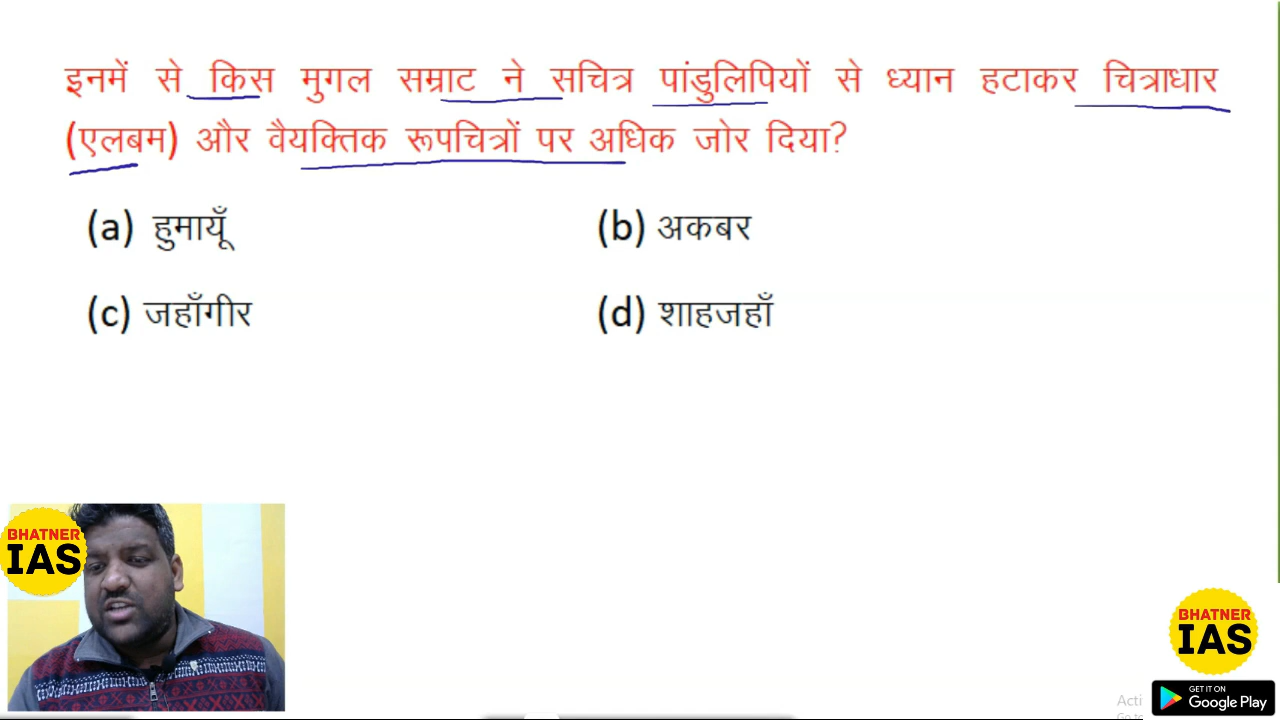 इनमें से किस मुगल सम्राट ने सचित्र पांडुलिपियों से ध्यान हटाकर चित्राधार
(एलबम) और वैयक्तिक रूपचित्रों पर अधिक जोर दिया?
(a) हुमायूँ (b) अकबर
(c) जहाँगीर (d) शाहजहाँ
BHATNER
IAS
BHATNER
IAS
GET IT ON
Google Play
Acti